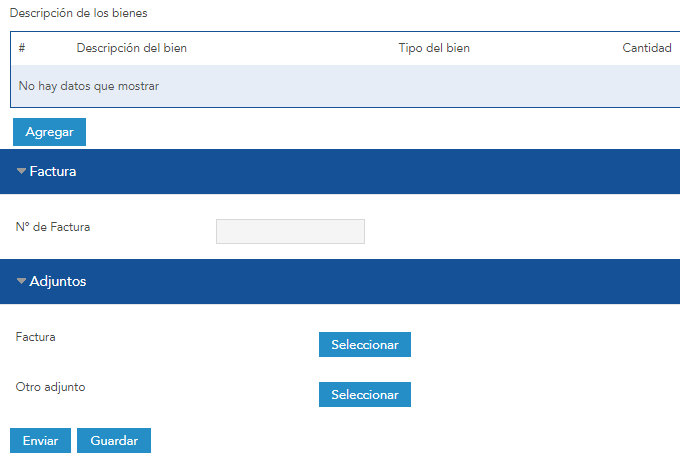 Descripción de los bienes
# Descripción del bien Tipo del bien Cantidad
No hay datos que mostrar
Agregar
Factura
Nº de Factura
Adjuntos
Factura Seleccionar
Otro adjunto Seleccionar
Enviar Guardar